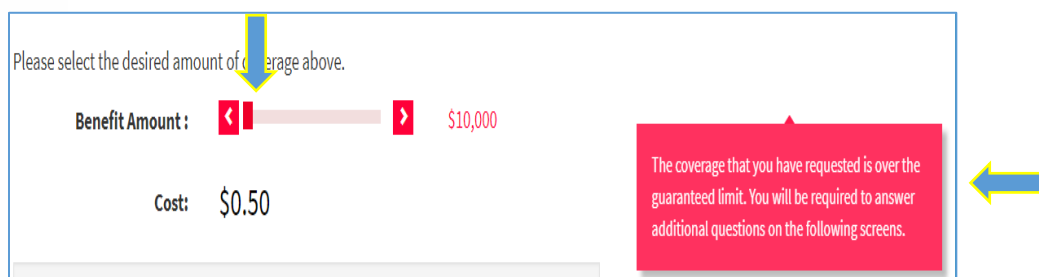 Please select the desired amount of coverage above.
Benefit Amount : $10,000
The coverage that you have requested is over the
guaranteed limit. You will be required to answer
additional questions on the following screens.
Cost: $0.50